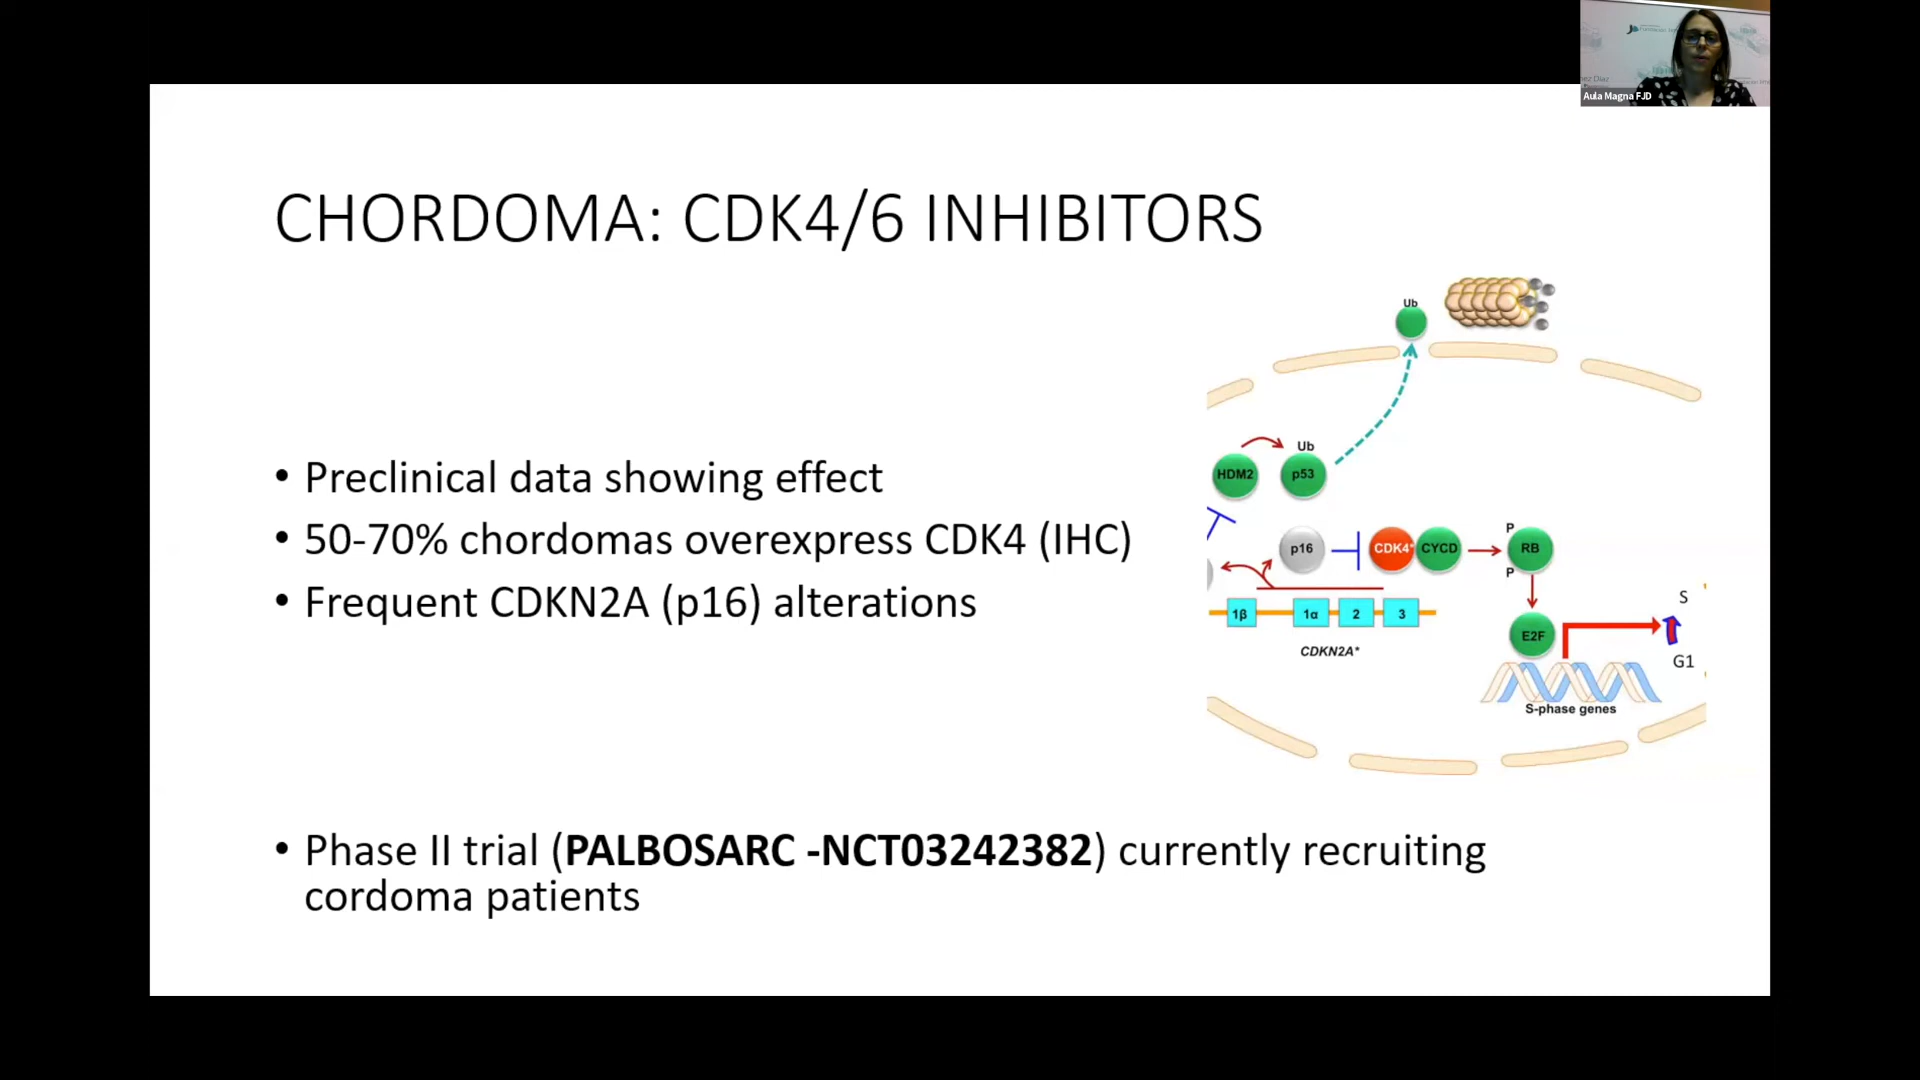 Aula Magna FJD
CHORDOMA: CDK4/6 INHIBITORS
• Preclinical data showing effect
• 50-70% chordomas overexpress CDK4 (IHC)
• Frequent CDKN2A (p16) alterations
• Phase II trial (PALBOSARC -NCT03242382) currently recruiting
cordoma patients
Ub
Ub
HDM2
p53
p16
CDK4*
CYCD
P
RB
P
1β
1α
2
3
CDKN2A*
E2F
S
G1
S-phase genes